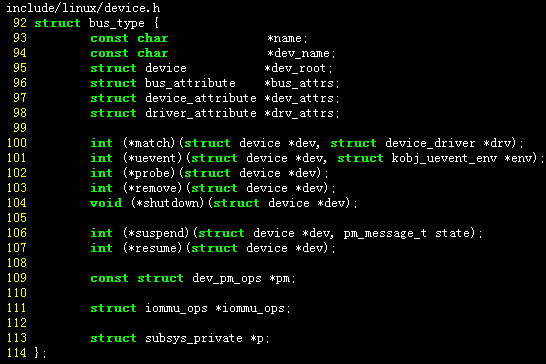 include/linux/device.h
92 struct bus_type {
93         const char              *name;
94         const char              *dev_name;
95         struct device           *dev_root;
96         struct bus_attribute    *bus_attrs;
97         struct device_attribute *dev_attrs;
98         struct driver_attribute *drv_attrs;
99
100         int (*match)(struct device *dev, struct device_driver *drv);
101         int (*uevent)(struct device *dev, struct kobj_uevent_env *env);
102         int (*probe)(struct device *dev);
103         int (*remove)(struct device *dev);
104         void (*shutdown)(struct device *dev);
105
106         int (*suspend)(struct device *dev, pm_message_t state);
107         int (*resume)(struct device *dev);
108
109         const struct dev_pm_ops *pm;
110
111         struct iommu_ops *iommu_ops;
112
113         struct subsys_private *p;
114 };